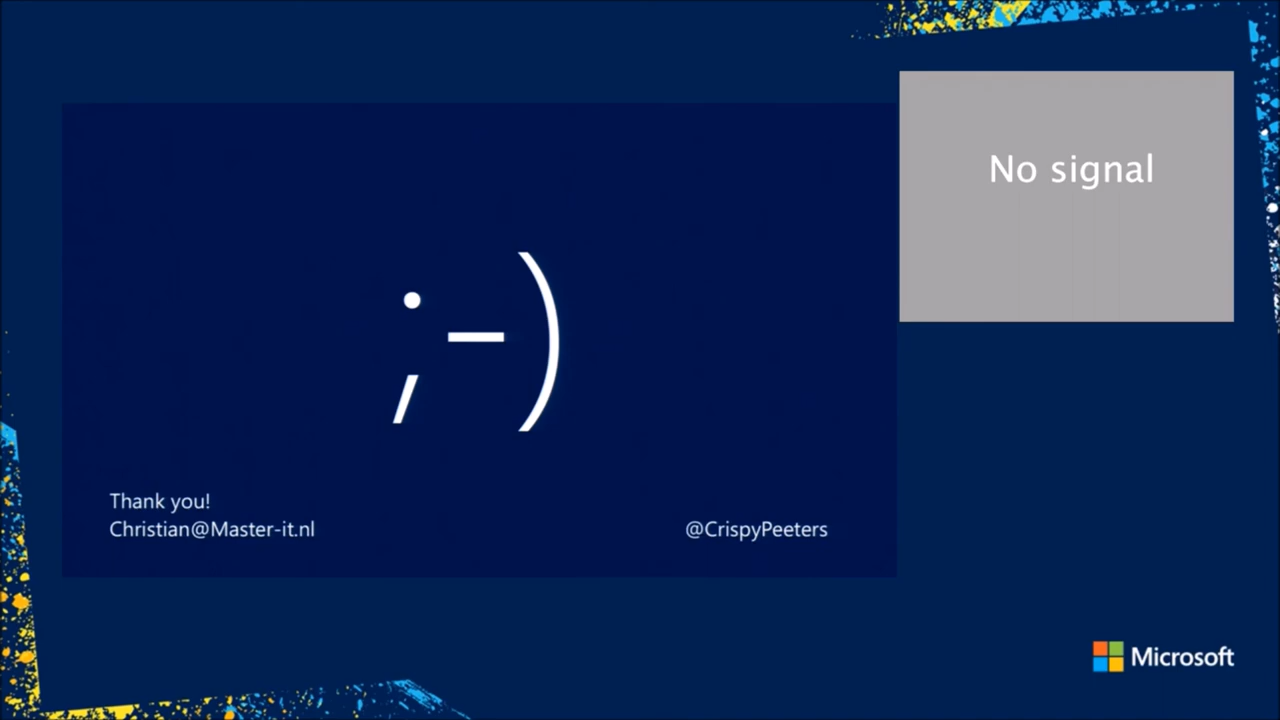 No signal
;-)
Thank you!
Christian@Master-it.nl
@CrispyPeeters
Microsoft